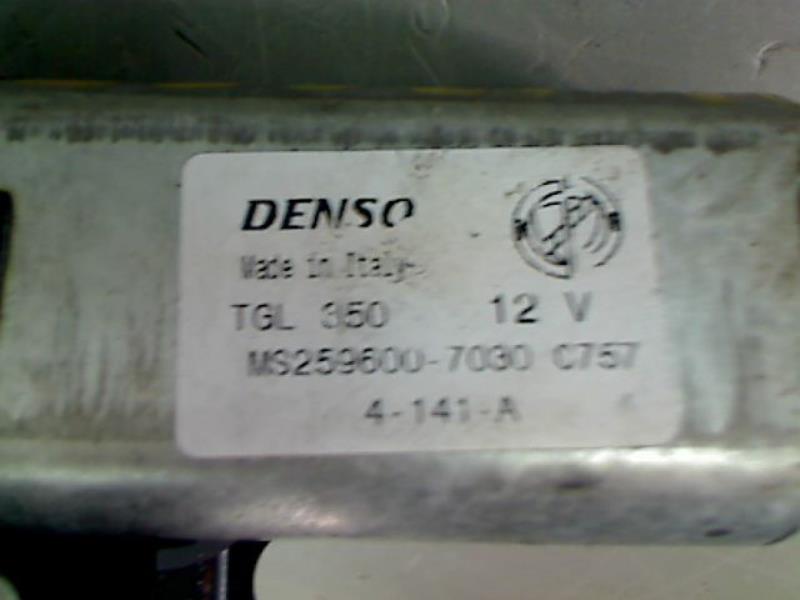 DENSO
Made in Italy
TGL 350 12 V
MS259600-7030 C757
4-141-A